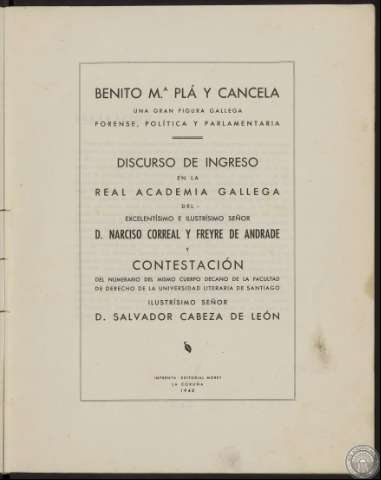 BENITO M.ª PLÁ Y CANCELA
UNA GRAN FIGURA GALLEGA
FORENSE, POLÍTICA Y PARLAMENTARIA
DISCURSO DE INGRESO
EN LA
REAL ACADEMIA GALLEGA
DEL
EXCELENTÍSIMO E ILUSTRÍSIMO SEÑOR
D. NARCISO CORREAL Y FREYRE DE ANDRADE
Y
CONTESTACIÓN
DEL NUMERARIO DEL MISMO CUERPO DECANO DE LA FACULTAD
DE DERECHO DE LA UNIVERSIDAD LITERARIA DE SANTIAGO
ILUSTRÍSIMO SEÑOR
D. SALVADOR CABEZA DE LEÓN
IMPRENTA - EDITORIAL MORET
LA CORUÑA